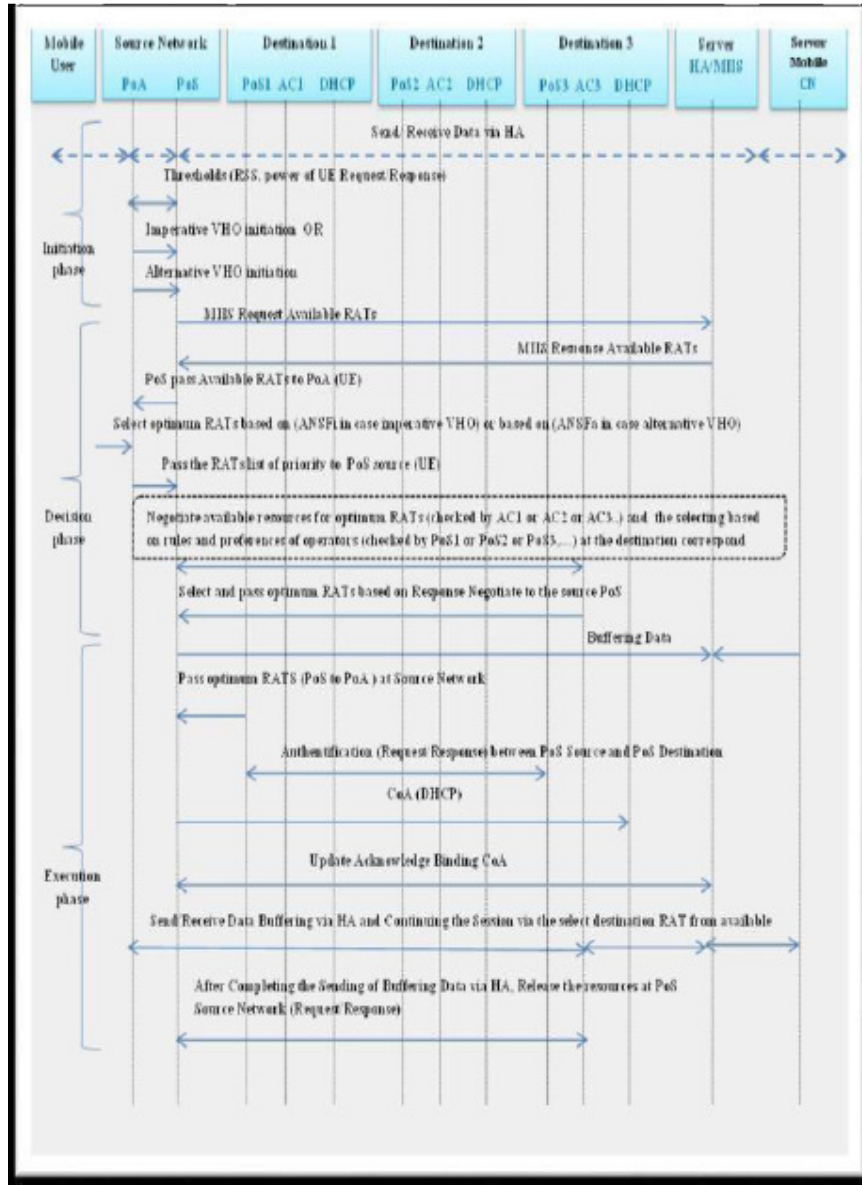 Mobile User
Source Network
Destination 1
Destination 2
Destination 3
Server
Server Mobile
PoA PoS
PoS1 AC1 DHCP
PoS2 AC2 DHCP
PoS3 AC3 DHCP
HA/MIIS
CN
Send/ Receive Data via HA
Thresholds (RSS, power of UE Request/Response)
Imperative VHO initiation OR
Initiation phase
Alternative VHO initiation
MIIS Request Available RATs
MIIS Response Available RATs
PoS pass Available RATs to PoA (UE)
Select optimum RATs based on (ANSFi in case imperative VHO) or based on (ANSFa in case alternative VHO)
Pass the RATs list of priority to PoS source (UE)
Decision phase
Negotiate available resources for optimum RATs (checked by AC1 or AC2 or AC3..) and the selecting based
on rules and preferences of operators (checked by PoS1 or PoS2 or PoS3,...) at the destination correspond
Select and pass optimum RATs based on Response Negotiate to the source PoS
Buffering Data
Pass optimum RATS (PoS to PoA ) at Source Network
Authentification (Request/Response) between PoS Source and PoS Destination
CoA (DHCP)
Update Acknowledge Binding CoA
Execution phase
Send/Receive Data Buffering via HA and Continuing the Session via the select destination RAT from available
After Completing the Sending of Buffering Data via HA, Release the resources at PoS
Source Network (Request/Response)